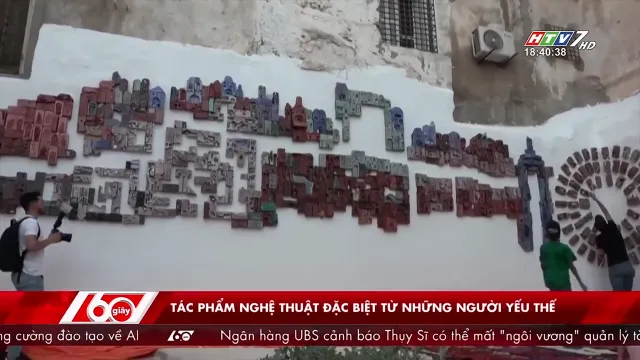 HTV7 HD
18:40:38
60 giây
TÁC PHẨM NGHỆ THUẬT ĐẶC BIỆT TỪ NHỮNG NGƯỜI YẾU THẾ
ng cường đào tạo về AI 60 Ngân hàng UBS cảnh báo Thụy Sĩ có thể mất "ngôi vương" quản lý tà